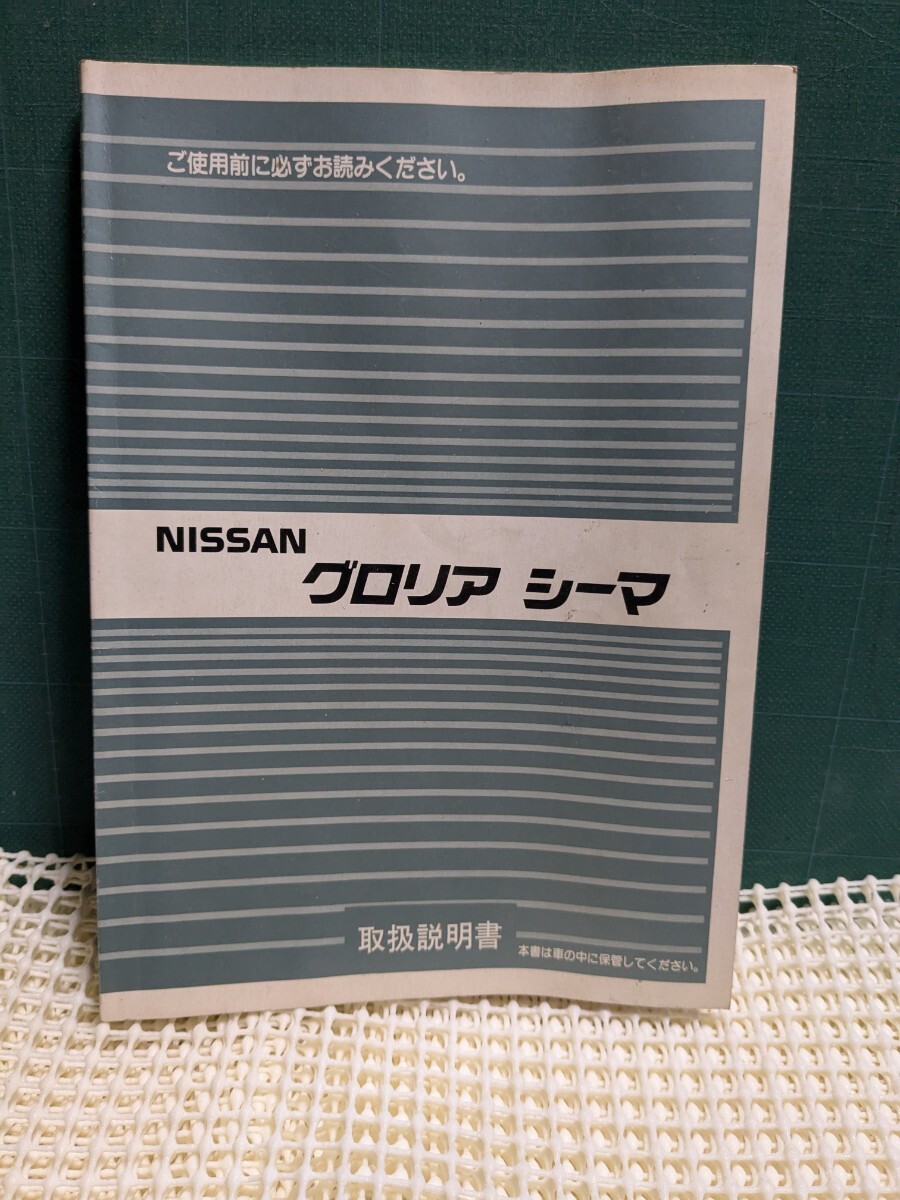 ご使用前に必ずお読みください。
NISSAN
グロリア シーマ
取扱説明書
本書は車の中に保管してください。